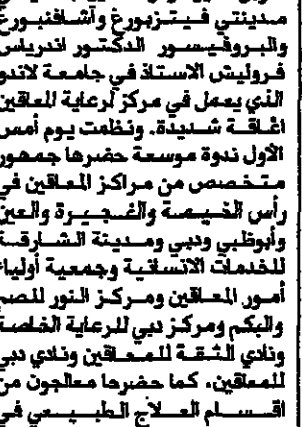 مدينتي فيتزبورغ وآشافنبورغ
والبروفيسور الدكتور اندرياس
فروليش الاستاذ في جامعة لاندو
الذي يعمل في مركز لرعاية المعاقين
اعاقة شديدة. ونظمت يوم أمس
الأول ندوة موسعة حضرها جمهور
متخصص من مراكز المعاقين في
رأس الخيمة والفجيرة والعين
وأبوظبي ودبي ومدينة الشارقة
للخدمات الانسانية وجمعية أولياء
أمور المعاقين ومركز النور للصم
والبكم ومركز دبي للرعاية الخاصة
ونادي الثقة للمعاقين ونادي دبي
للمعاقين، كما حضرها معالجون من
اقسام العلاج الطبيعي في